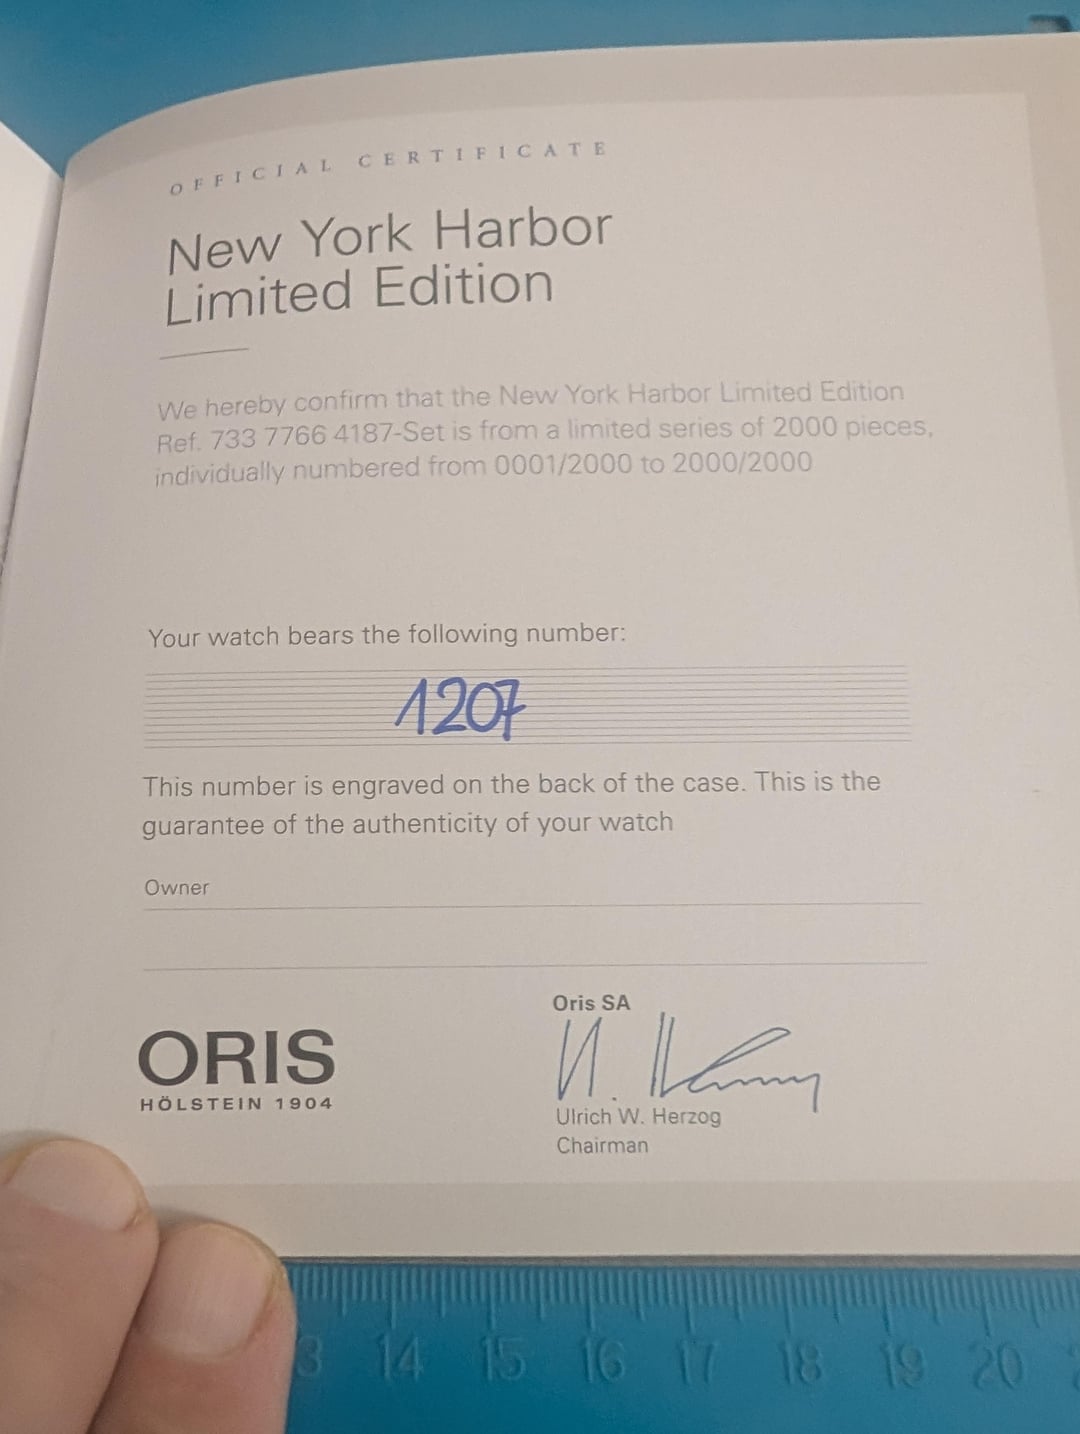 OFFICIAL CERTIFICATE
New York Harbor
Limited Edition
We hereby confirm that the New York Harbor Limited Edition
Ref. 733 7766 4187-Set is from a limited series of 2000 pieces,
individually numbered from 0001/2000 to 2000/2000
Your watch bears the following number:
1207
This number is engraved on the back of the case. This is the
guarantee of the authenticity of your watch
Owner
Oris SA
ORIS
HÖLSTEIN 1904
Ulrich W. Herzog
Chairman
3 14 15 16 17 18 19 20